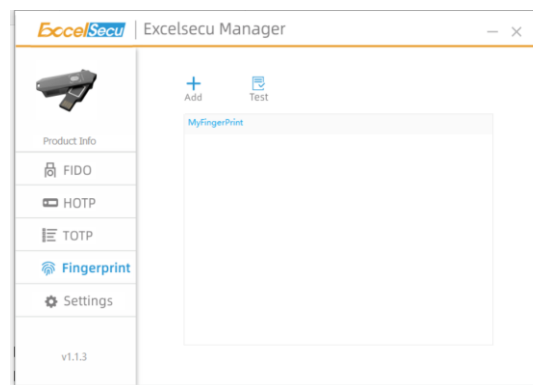 ExcelSecu | Excelsecu Manager
Add
Test
MyFingerPrint
Product Info
FIDO
HOTP
TOTP
Fingerprint
Settings
v1.1.3